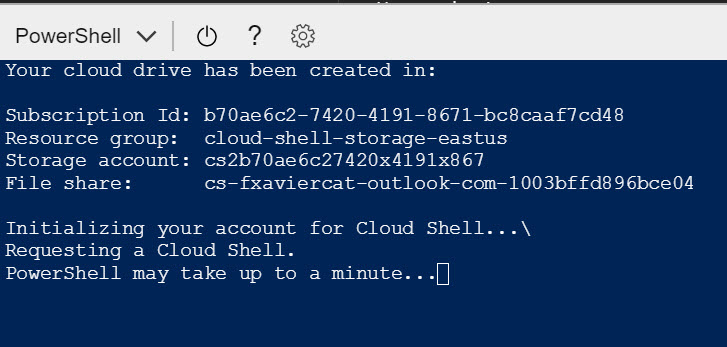 PowerShell ?
Your cloud drive has been created in:
Subscription Id: b70ae6c2-7420-4191-8671-bc8caaf7cd48
Resource group: cloud-shell-storage-eastus
Storage account: cs2b70ae6c27420x4191x867
File share: cs-fxaviercat-outlook-com-1003bffd896bce04
Initializing your account for Cloud Shell...\
Requesting a Cloud Shell.
PowerShell may take up to a minute...